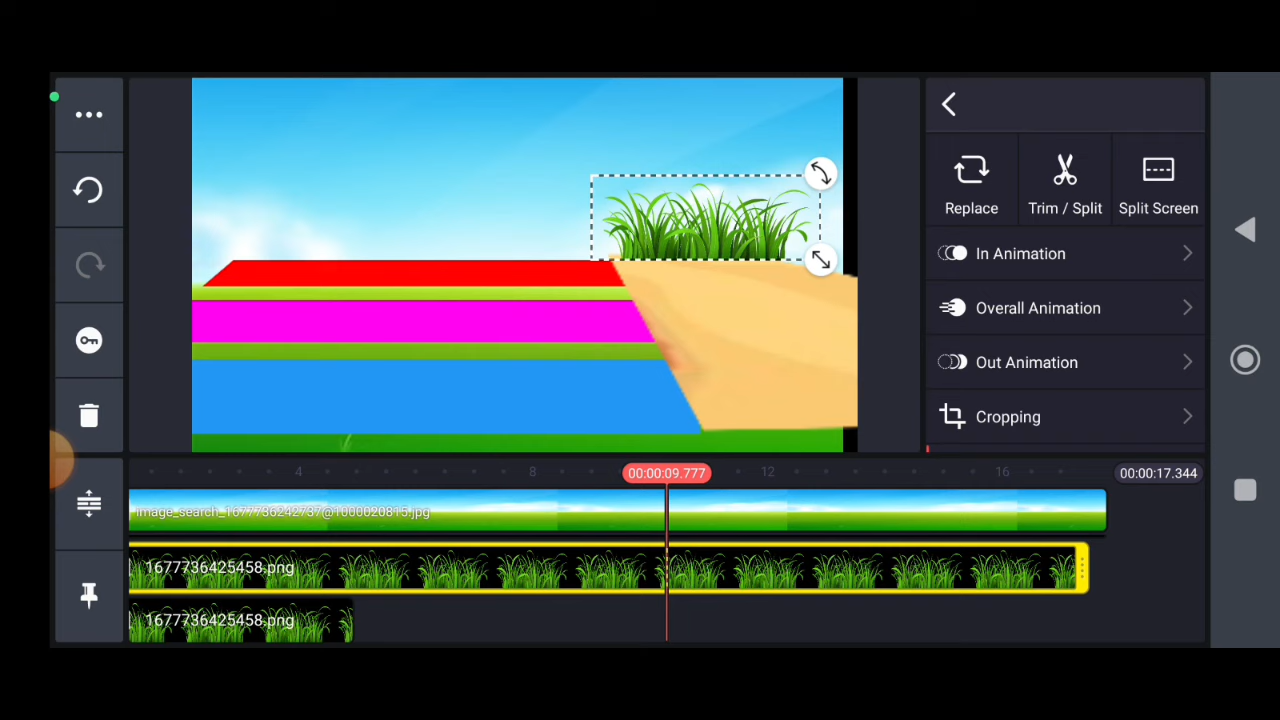 Replace
Trim / Split
Split Screen
In Animation
Overall Animation
Out Animation
Cropping
4
8
00:00:09.777
12
16
00:00:17.344
image_search_1677736242737@1000020815.jpg
1677736425458.png
1677736425458.png